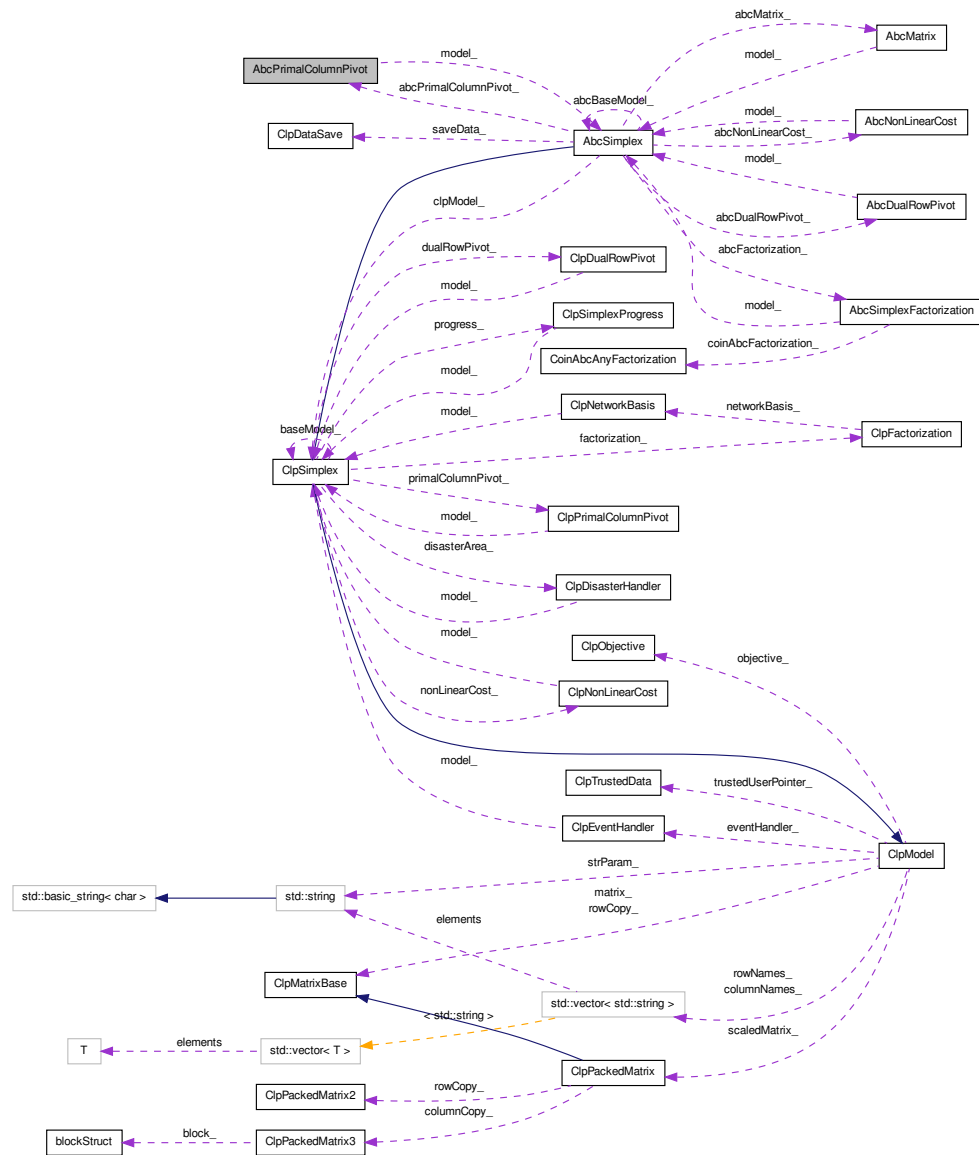 abcMatrix_
AbcMatrix
model_
model_
AbcPrimalColumnPivot
abcPrimalColumnPivot_
abcBaseModel_
model_
AbcNonLinearCost
ClpDataSave
saveData_
AbcSimplex
abcNonLinearCost_
model_
clpModel_
AbcDualRowPivot
abcDualRowPivot_
dualRowPivot_
ClpDualRowPivot
abcFactorization_
model_
ClpSimplexProgress
model_
AbcSimplexFactorization
progress_
coinAbcFactorization_
CoinAbcAnyFactorization
model_
ClpNetworkBasis
networkBasis_
model_
baseModel_
ClpFactorization
factorization_
ClpSimplex
primalColumnPivot_
model_
ClpPrimalColumnPivot
disasterArea_
ClpDisasterHandler
model_
model_
ClpObjective
objective_
nonLinearCost_
ClpNonLinearCost
model_
ClpTrustedData
trustedUserPointer_
ClpEventHandler
eventHandler_
ClpModel
strParam_
std::basic_string< char >
std::string
matrix_
rowCopy_
elements
ClpMatrixBase
rowNames_
columnNames_
std::vector< std::string >
< std::string >
scaledMatrix_
T
elements
std::vector< T >
ClpPackedMatrix
rowCopy_
ClpPackedMatrix2
columnCopy_
blockStruct
block_
ClpPackedMatrix3